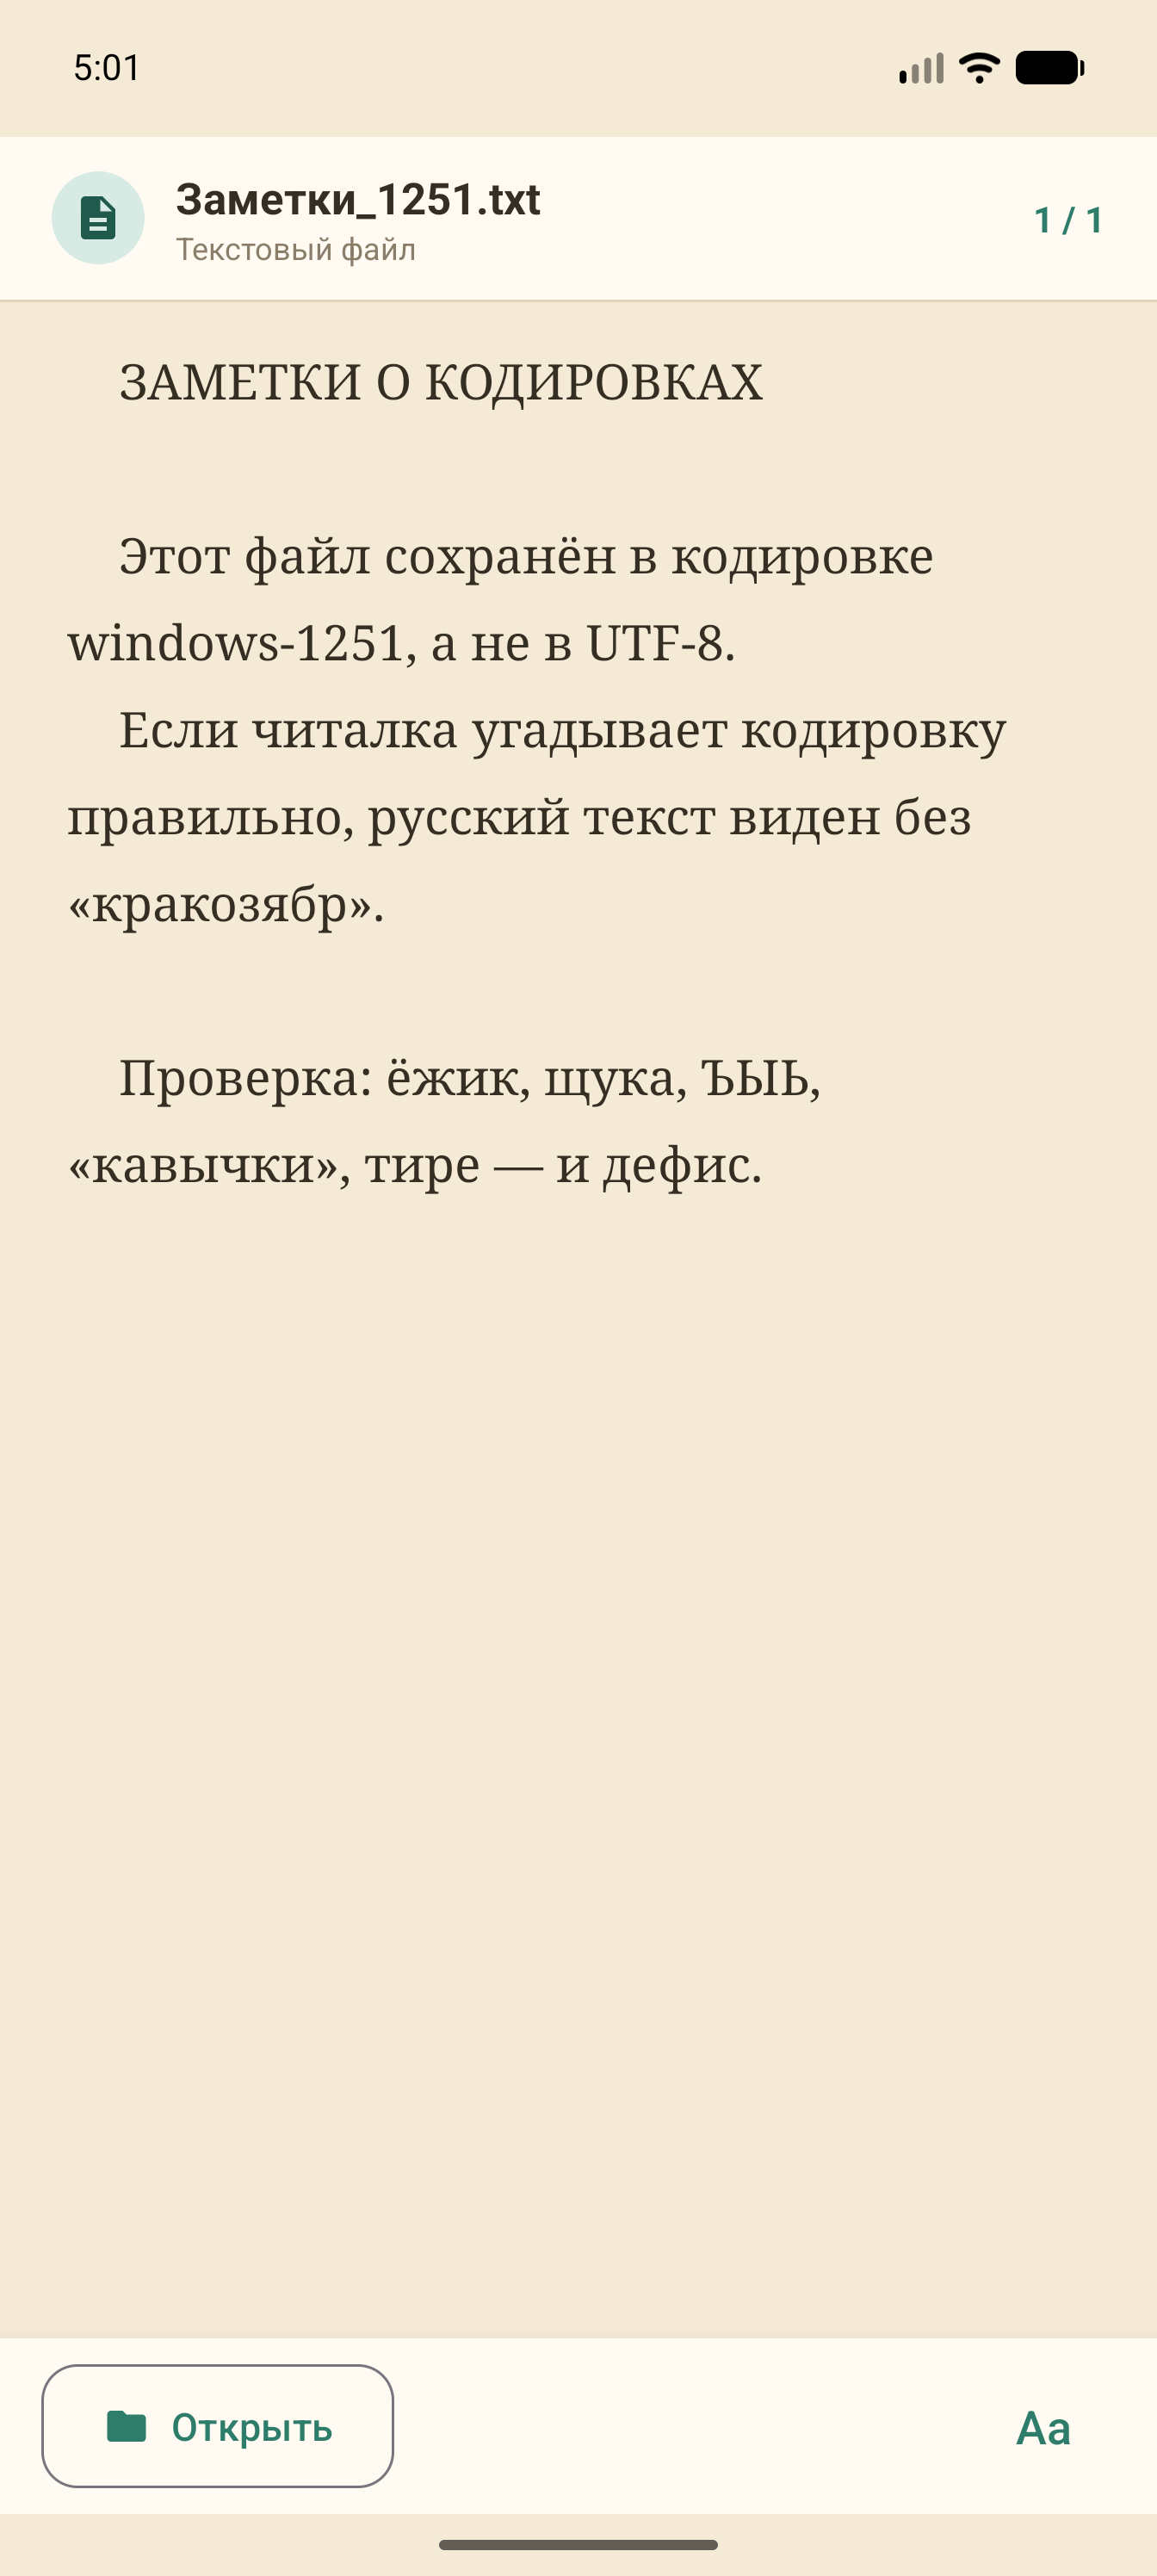 5:01
Заметки_1251.txt
Текстовый файл
1 / 1
ЗАМЕТКИ О КОДИРОВКАХ
Этот файл сохранён в кодировке
windows-1251, а не в UTF-8.
Если читалка угадывает кодировку
правильно, русский текст виден без
«кракозябр».
Проверка: ёжик, щука, ЪЫЬ,
«кавычки», тире — и дефис.
Открыть
Aa